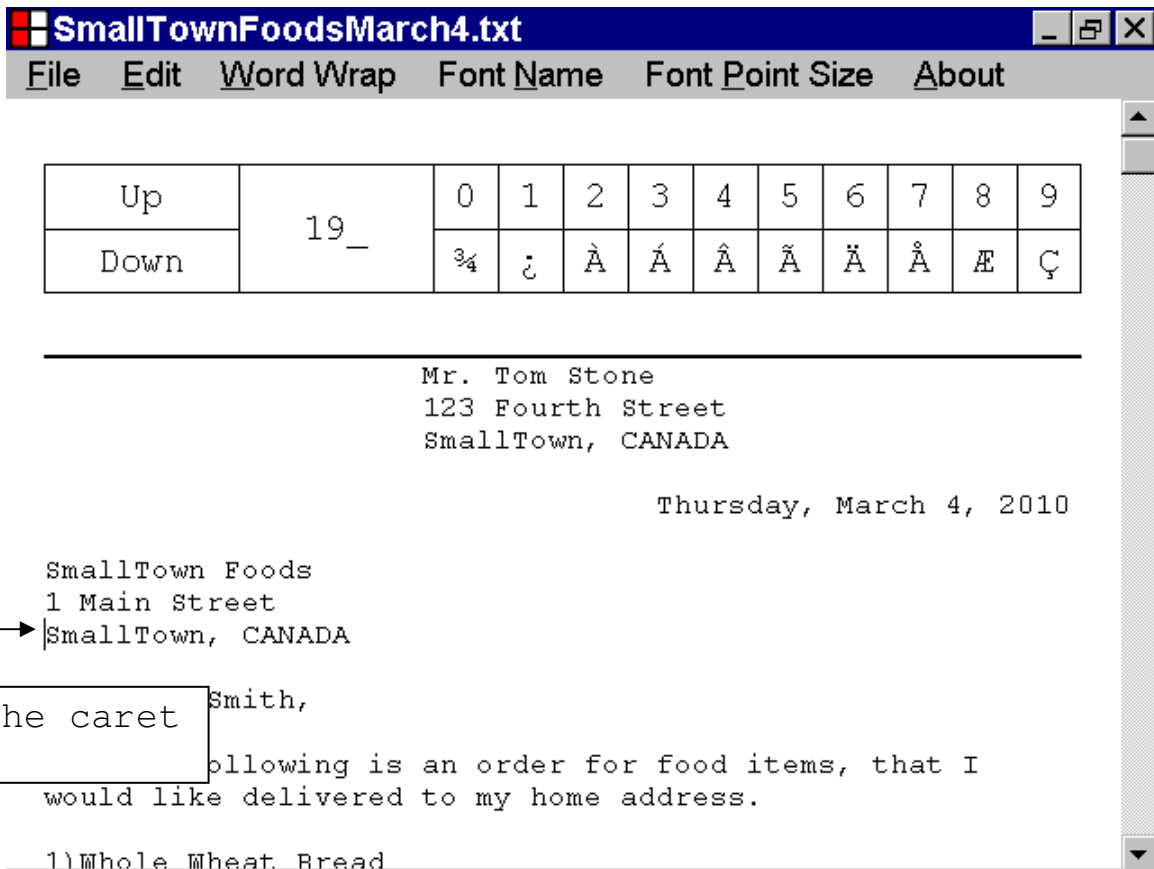 SmallTownFoodsMarch4.txt
File Edit Word Wrap Font Name Font Point Size About
Up 19_ 0 1 2 3 4 5 6 7 8 9
Down ¾ ¿ À Á Â Ã Ä Å Æ Ç
Mr. Tom Stone
123 Fourth Street
SmallTown, CANADA
Thursday, March 4, 2010
SmallTown Foods
1 Main Street
SmallTown, CANADA
Smith,
he caret
ollowing is an order for food items, that I
would like delivered to my home address.
1)Whole Wheat Bread